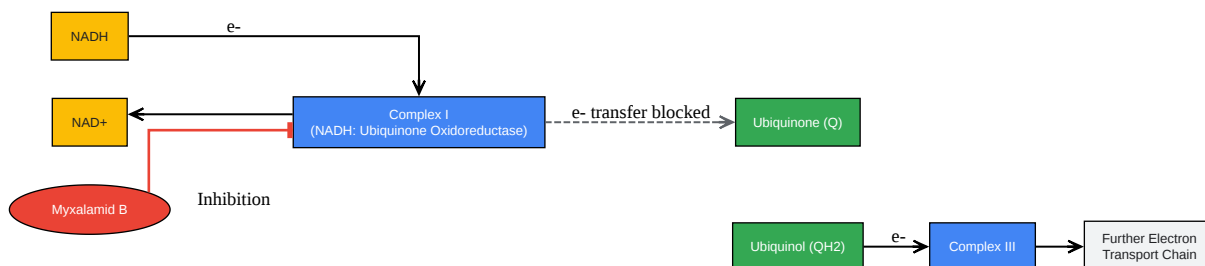 NADH
e-
NAD+
Complex I
(NADH: Ubiquinone Oxidoreductase)
e- transfer blocked
Ubiquinone (Q)
Myxalamid B
Inhibition
Ubiquinol (QH2)
e-
Complex III
Further Electron
Transport Chain